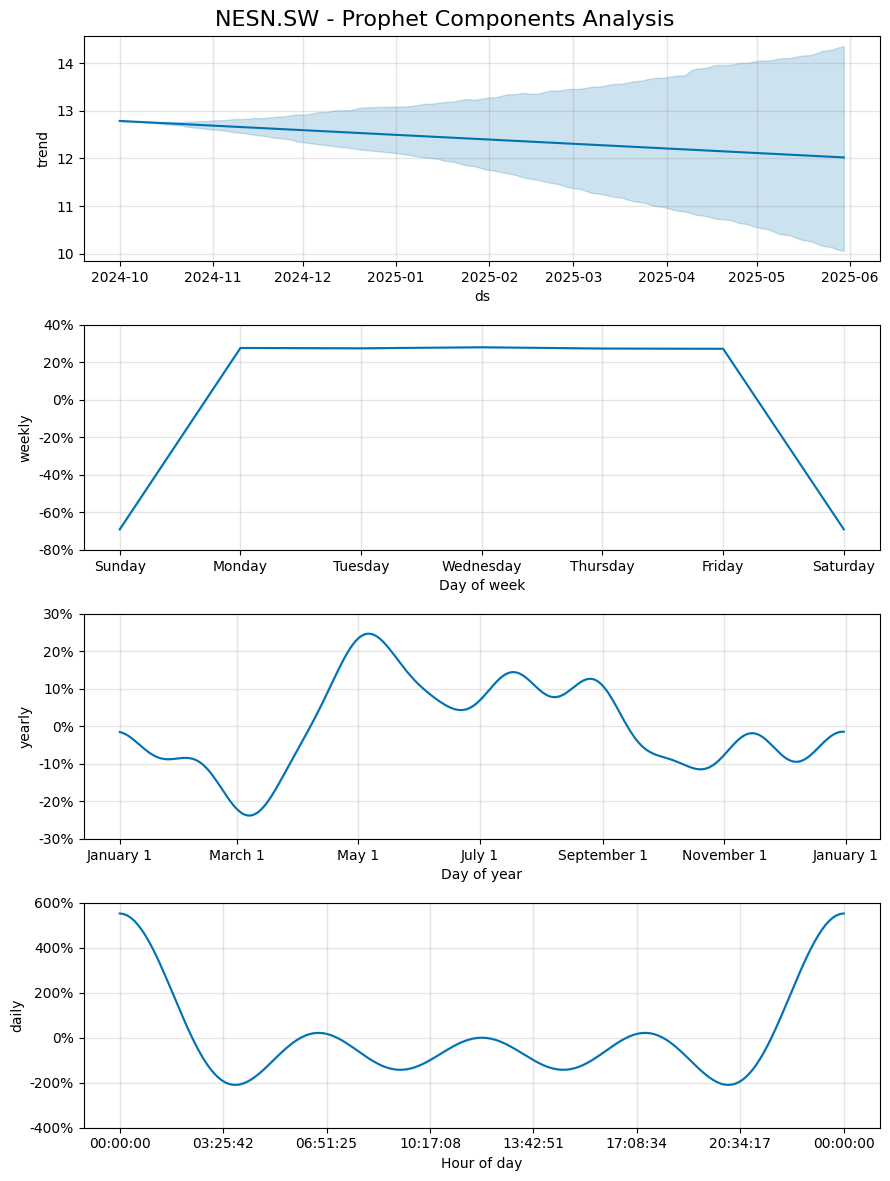 NESN.SW - Prophet Components Analysis
14
13
12
11
10
trend
2024-10 2024-11 2024-12 2025-01 2025-02 2025-03 2025-04 2025-05 2025-06
ds
40%
20%
0%
-20%
-40%
-60%
-80%
weekly
Sunday Monday Tuesday Wednesday Thursday Friday Saturday
Day of week
30%
20%
10%
0%
-10%
-20%
-30%
yearly
January 1 March 1 May 1 July 1 September 1 November 1 January 1
Day of year
600%
400%
200%
0%
-200%
-400%
daily
00:00:00 03:25:42 06:51:25 10:17:08 13:42:51 17:08:34 20:34:17 00:00:00
Hour of day